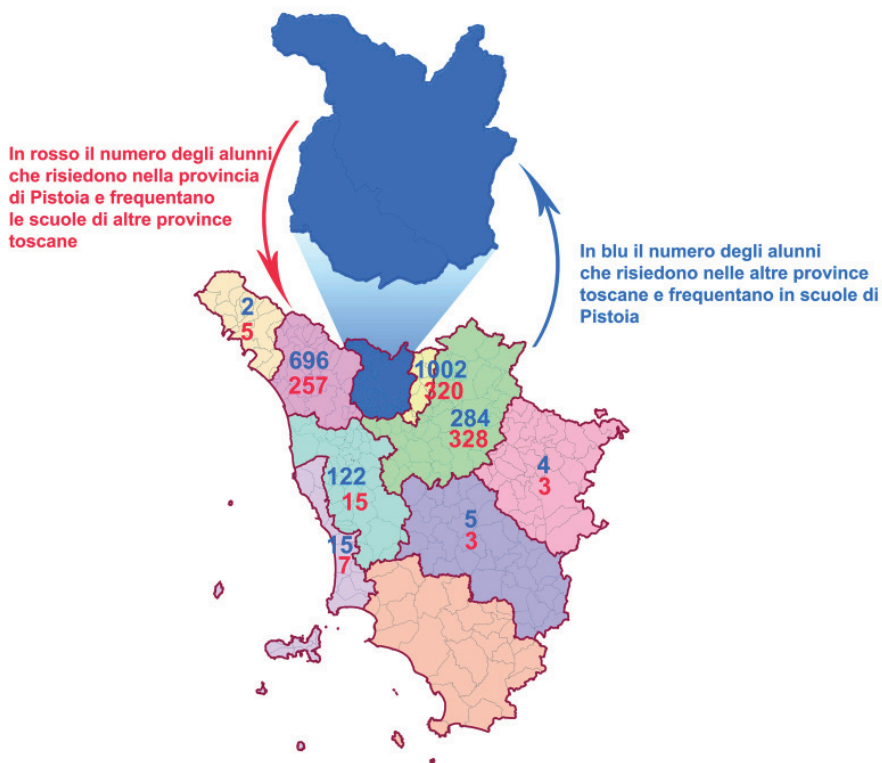 In rosso il numero degli alunni
che risiedono nella provincia
di Pistoia e frequentano
le scuole di altre province
toscane
In blu il numero degli alunni
che risiedono nelle altre province
toscane e frequentano in scuole di
Pistoia
2
5
696
257
1002
320
284
328
4
3
122
15
5
3
15
7